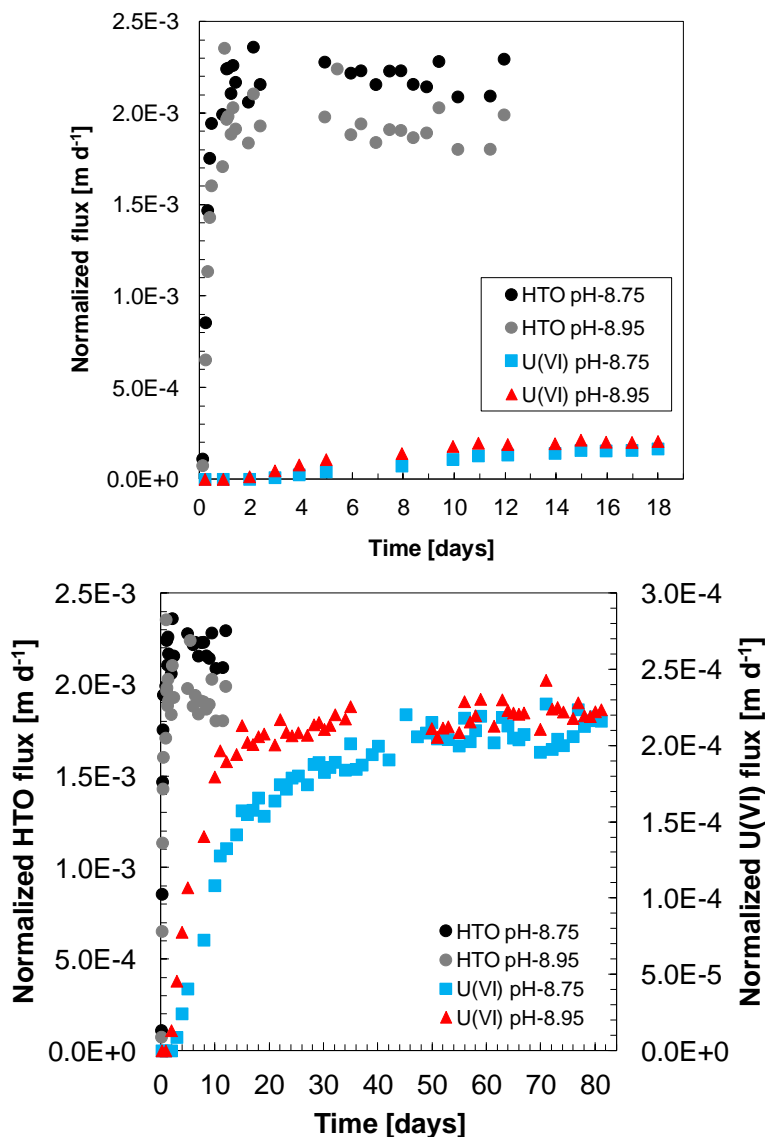 2.5E-3
2.0E-3
1.5E-3
1.0E-3
5.0E-4
0.0E+0
Normalized flux [m d⁻¹]
HTO pH-8.75
HTO pH-8.95
U(VI) pH-8.75
U(VI) pH-8.95
0 2 4 6 8 10 12 14 16 18
Time [days]
2.5E-3
2.0E-3
1.5E-3
1.0E-3
5.0E-4
0.0E+0
Normalized HTO flux [m d⁻¹]
3.0E-4
2.5E-4
2.0E-4
1.5E-4
1.0E-4
5.0E-5
0.0E+0
Normalized U(VI) flux [m d⁻¹]
HTO pH-8.75
HTO pH-8.95
U(VI) pH-8.75
U(VI) pH-8.95
0 10 20 30 40 50 60 70 80
Time [days]